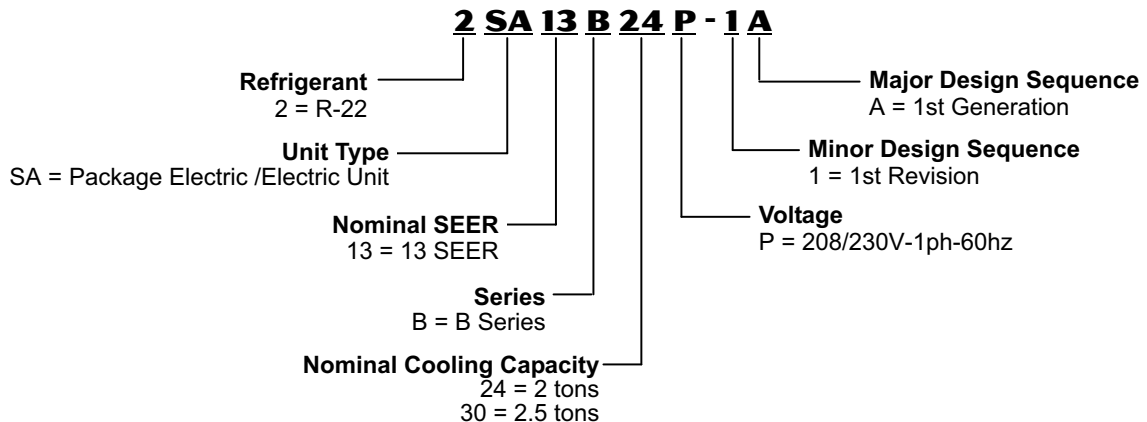 2 SA 13 B 24 P - 1 A
Refrigerant
2 = R-22
Major Design Sequence
A = 1st Generation
Unit Type
SA = Package Electric /Electric Unit
Minor Design Sequence
1 = 1st Revision
Nominal SEER
13 = 13 SEER
Voltage
P = 208/230V-1ph-60hz
Series
B = B Series
Nominal Cooling Capacity
24 = 2 tons
30 = 2.5 tons